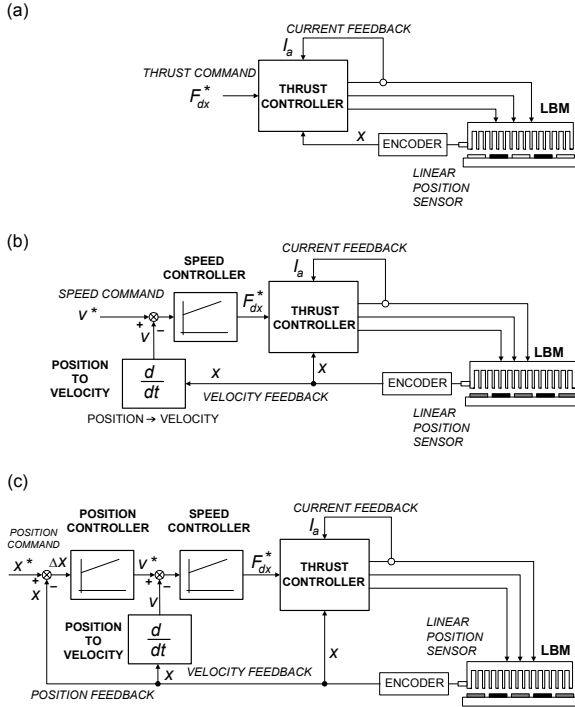 (a)
CURRENT FEEDBACK
Ia
THRUST COMMAND
F*dx
THRUST
CONTROLLER
LBM
x
ENCODER
LINEAR
POSITION
SENSOR
(b)
SPEED
CONTROLLER
CURRENT FEEDBACK
Ia
SPEED COMMAND
v*
+
−
v
F*dx
THRUST
CONTROLLER
LBM
POSITION
TO
VELOCITY
d
dt
x
x
VELOCITY FEEDBACK
ENCODER
POSITION → VELOCITY
LINEAR
POSITION
SENSOR
(c)
POSITION
CONTROLLER
SPEED
CONTROLLER
CURRENT FEEDBACK
Ia
POSITION
COMMAND
x*
+
−
x
Δx
v*
+
−
v
F*dx
THRUST
CONTROLLER
LINEAR
POSITION
SENSOR
LBM
POSITION
TO
VELOCITY
d
dt
x
VELOCITY FEEDBACK
x
ENCODER
POSITION FEEDBACK